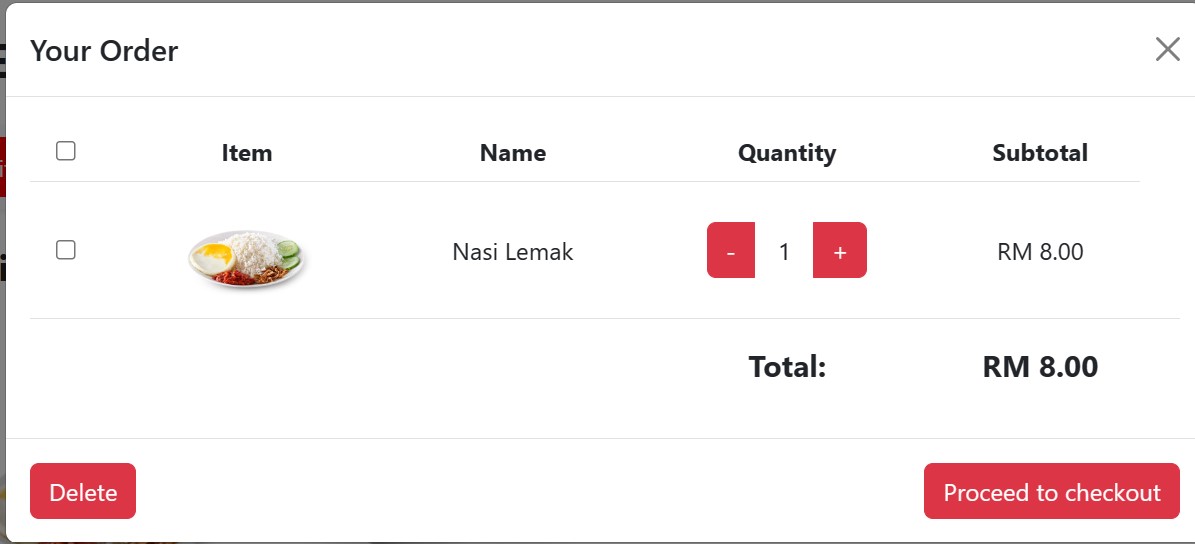 Your Order
Item Name Quantity Subtotal
Nasi Lemak - 1 + RM 8.00
Total: RM 8.00
Delete Proceed to checkout